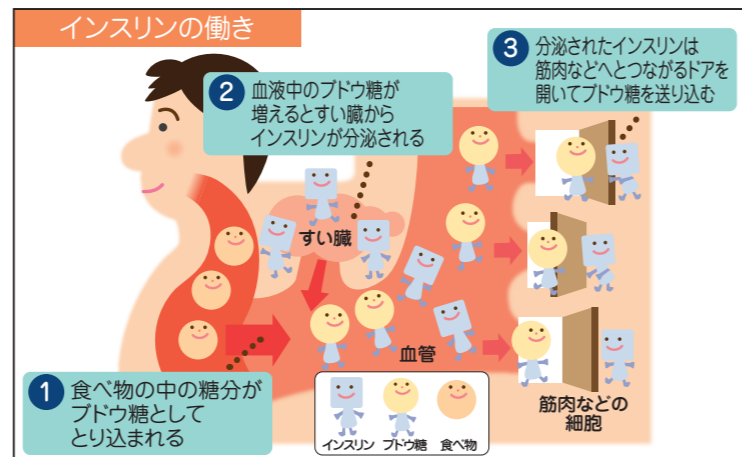 インスリンの働き
1 食べ物の中の糖分が
ブドウ糖として
とり込まれる
2 血液中のブドウ糖が
増えるとすい臓から
インスリンが分泌される
3 分泌されたインスリンは
筋肉などへとつながるドアを
開いてブドウ糖を送り込む
すい臓
血管
筋肉などの
細胞
インスリン ブドウ糖 食べ物